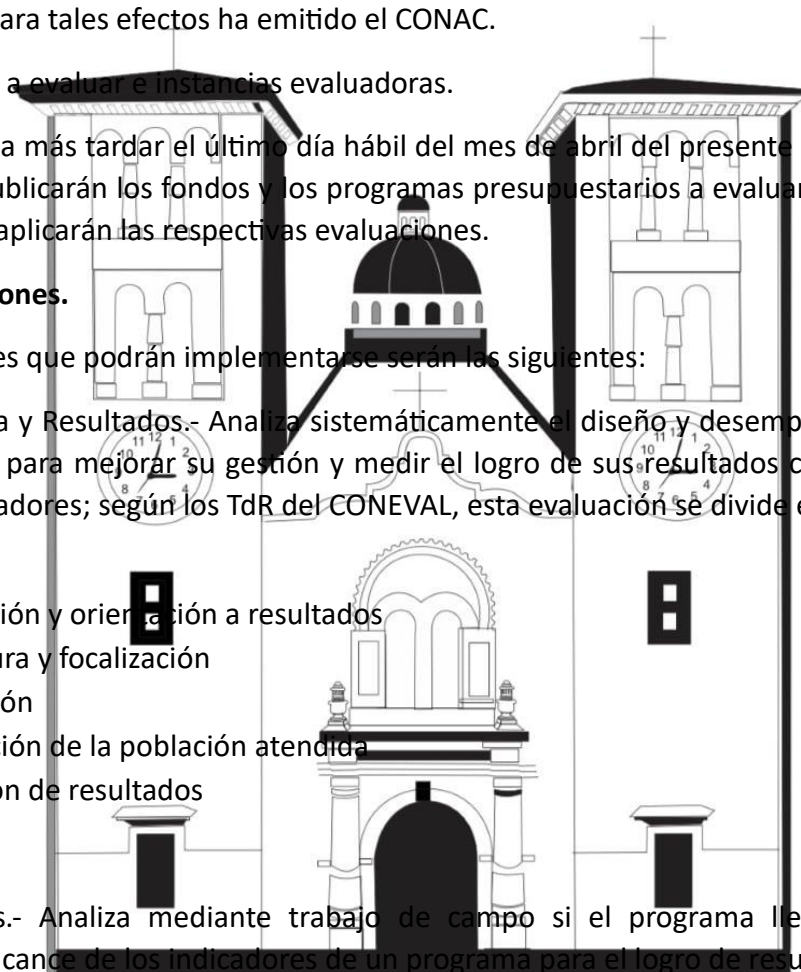 ara tales efectos ha emitido el CONAC.
a evaluar e instancias evaluadoras.
a más tardar el último día hábil del mes de abril del presente
ublicarán los fondos y los programas presupuestarios a evaluar
aplicarán las respectivas evaluaciones.
ones.
es que podrán implementarse serán las siguientes:
a y Resultados.- Analiza sistemáticamente el diseño y desemp
para mejorar su gestión y medir el logro de sus resultados c
adores; según los TdR del CONEVAL, esta evaluación se divide e
ión y orientación a resultados
ura y focalización
ón
ción de la población atendida
ón de resultados
s.- Analiza mediante trabajo de campo si el programa lle
cance de los indicadores de un programa para el logro de resu